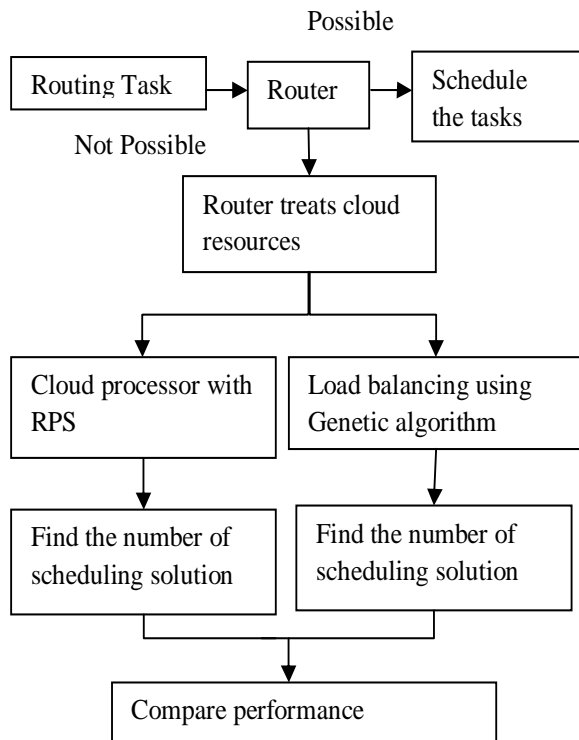 Possible
Routing Task
Router
Schedule
the tasks
Not Possible
Router treats cloud
resources
Cloud processor with
RPS
Load balancing using
Genetic algorithm
Find the number of
scheduling solution
Find the number of
scheduling solution
Compare performance